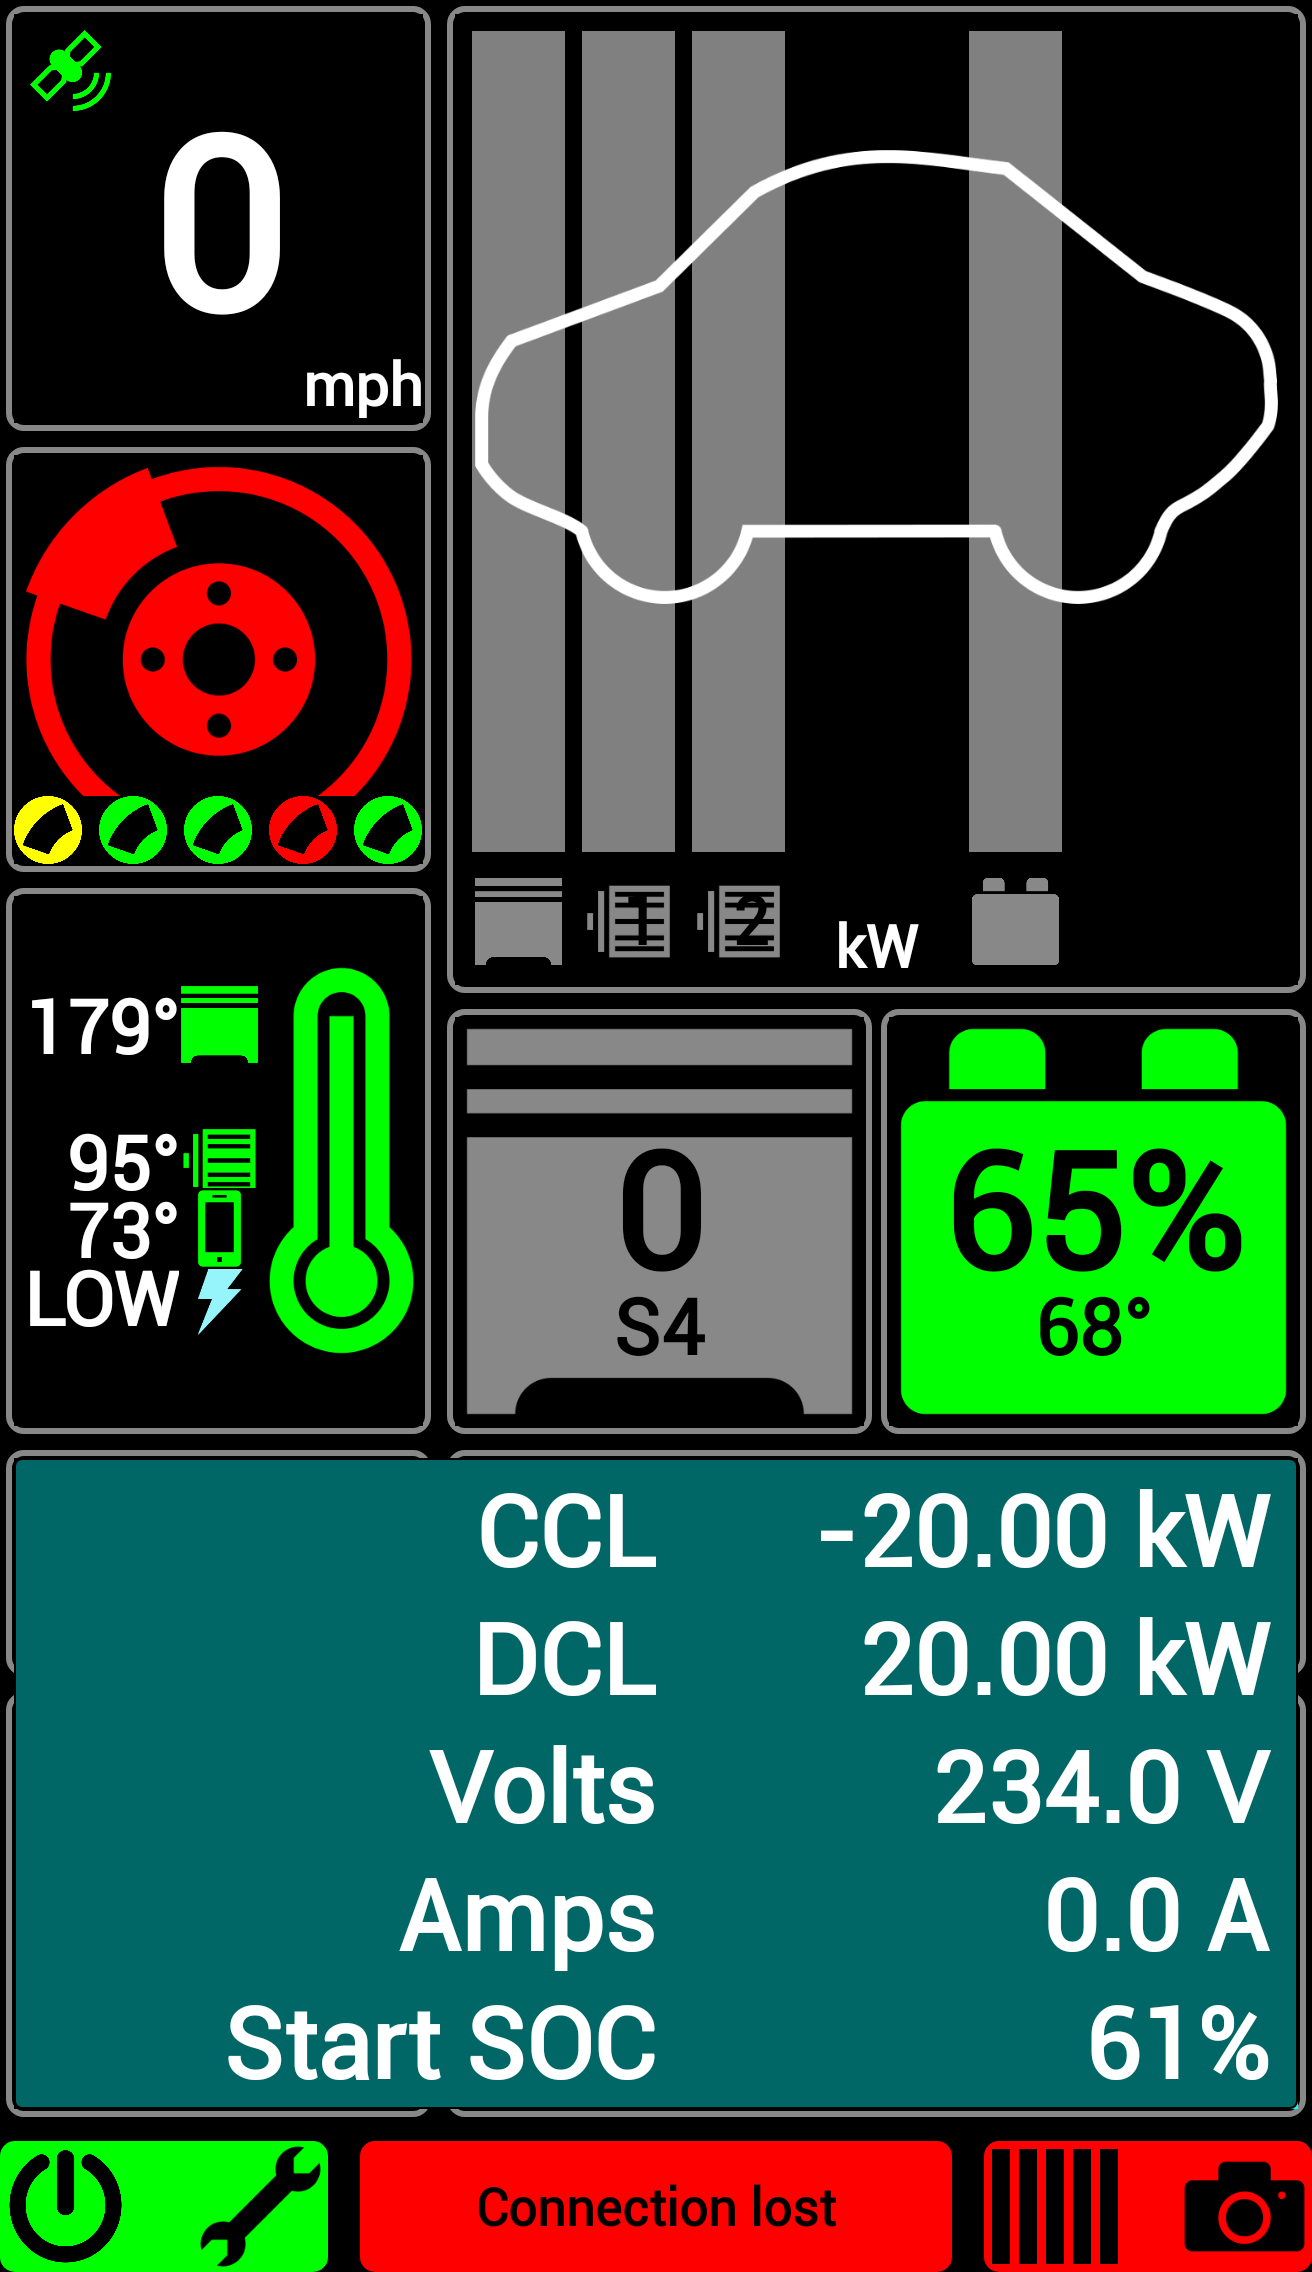 0
mph
1 2 kW
179°
95°
73°
LOW
0
S4
65%
68°
CCL -20.00 kW
DCL 20.00 kW
Volts 234.0 V
Amps 0.0 A
Start SOC 61%
Connection lost